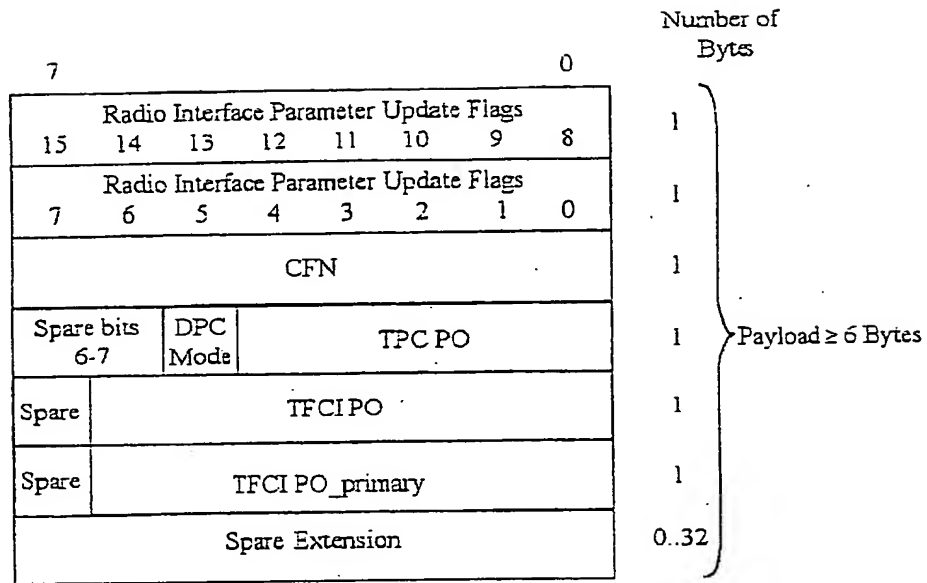 Number of
Bytes
7 0
Radio Interface Parameter Update Flags
15 14 13 12 11 10 9 8
1
Radio Interface Parameter Update Flags
7 6 5 4 3 2 1 0
1
CFN
1
Spare bits
6-7
DPC
Mode
TPC PO
1
Payload ≥ 6 Bytes
Spare
TFCI PO
1
Spare
TFCI PO_primary
1
Spare Extension
0..32